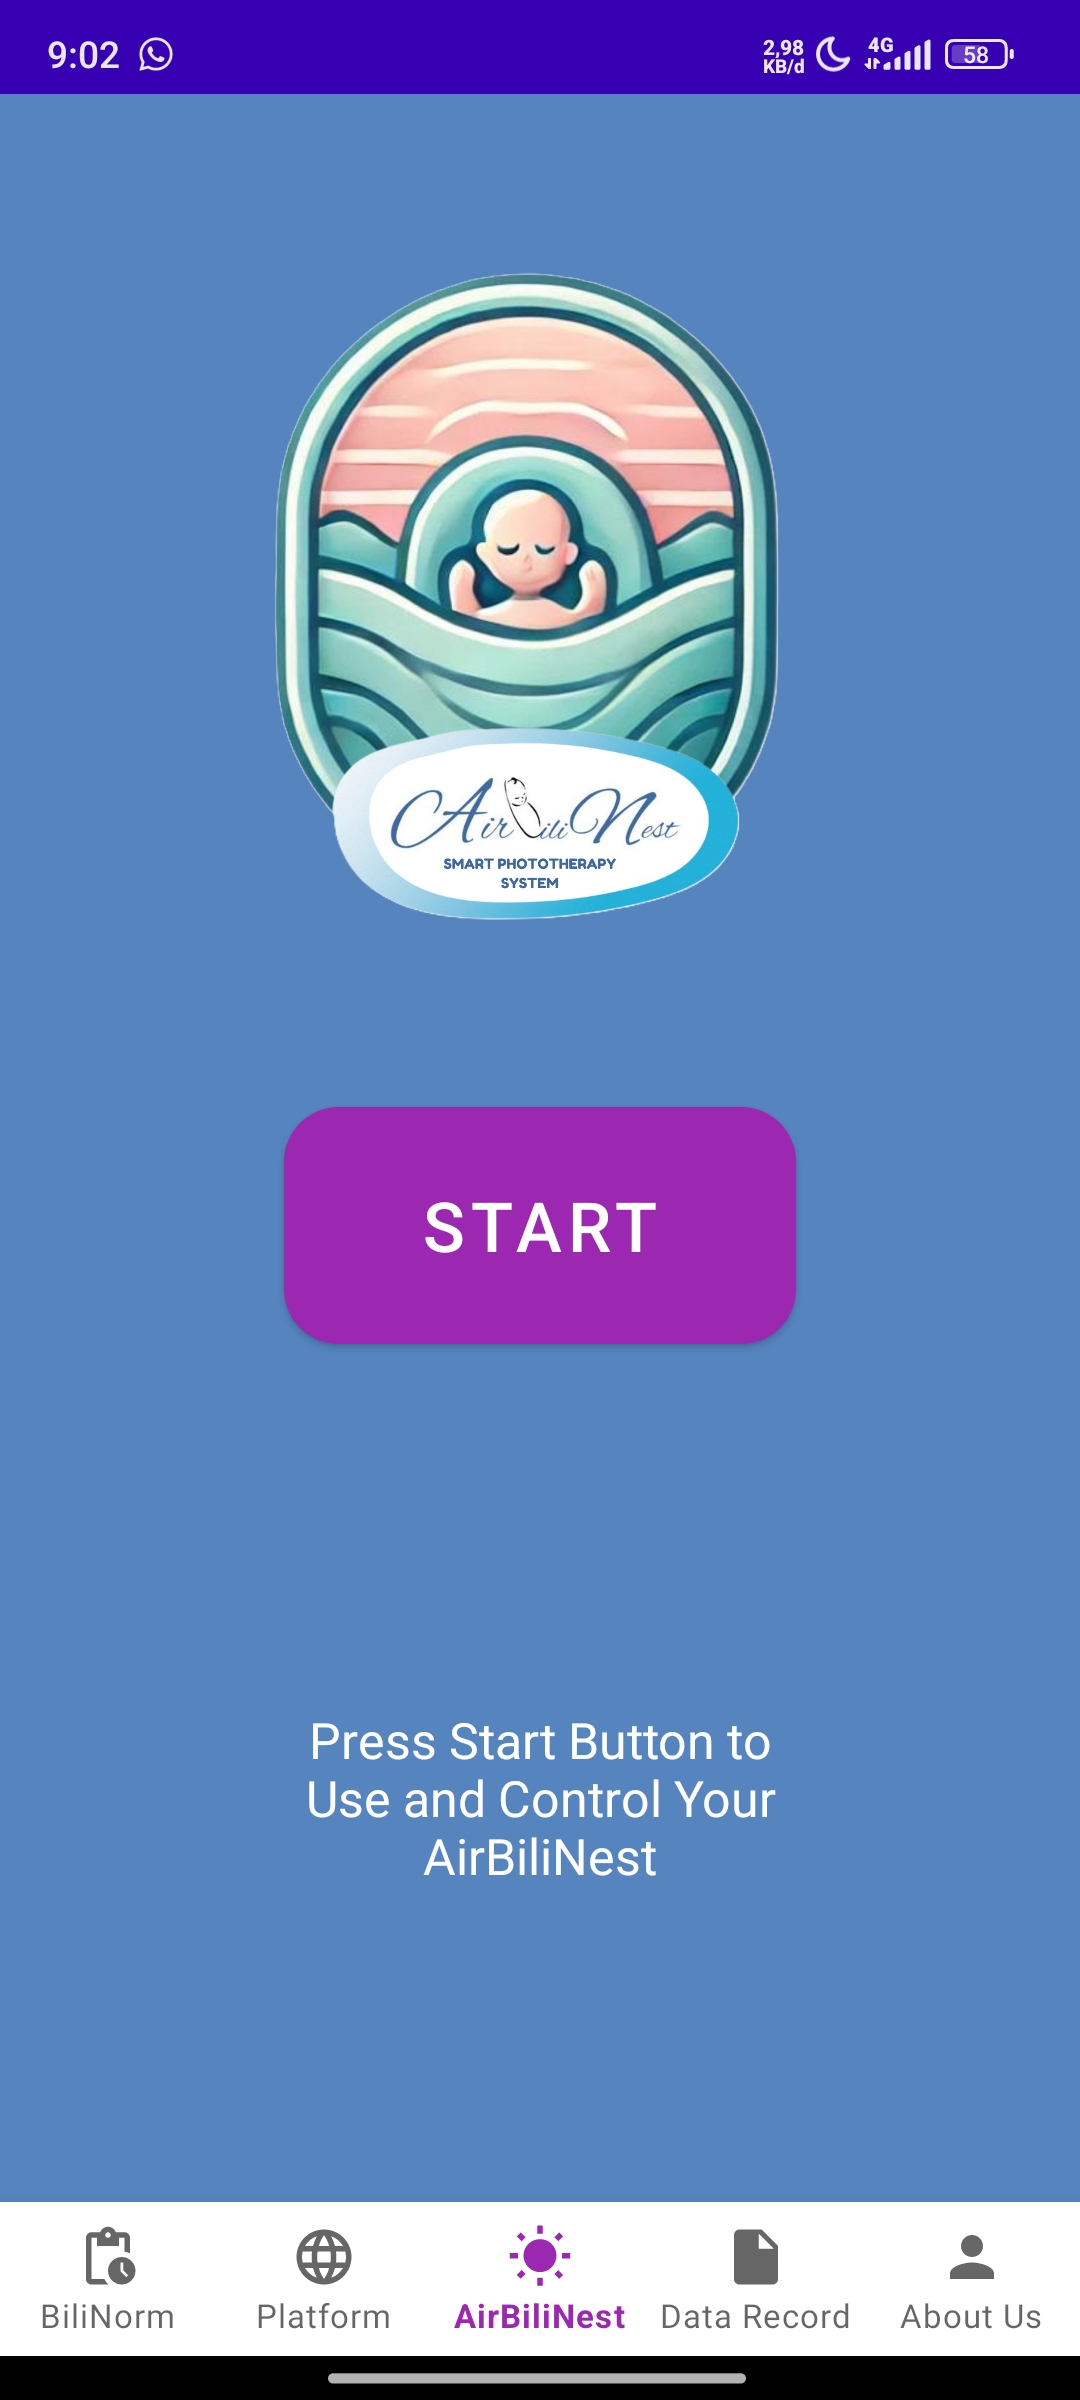 9:02
2,98
KB/d
4G
58
AirBiliNest
SMART PHOTOTHERAPY
SYSTEM
START
Press Start Button to
Use and Control Your
AirBiliNest
BiliNorm
Platform
AirBiliNest
Data Record
About Us